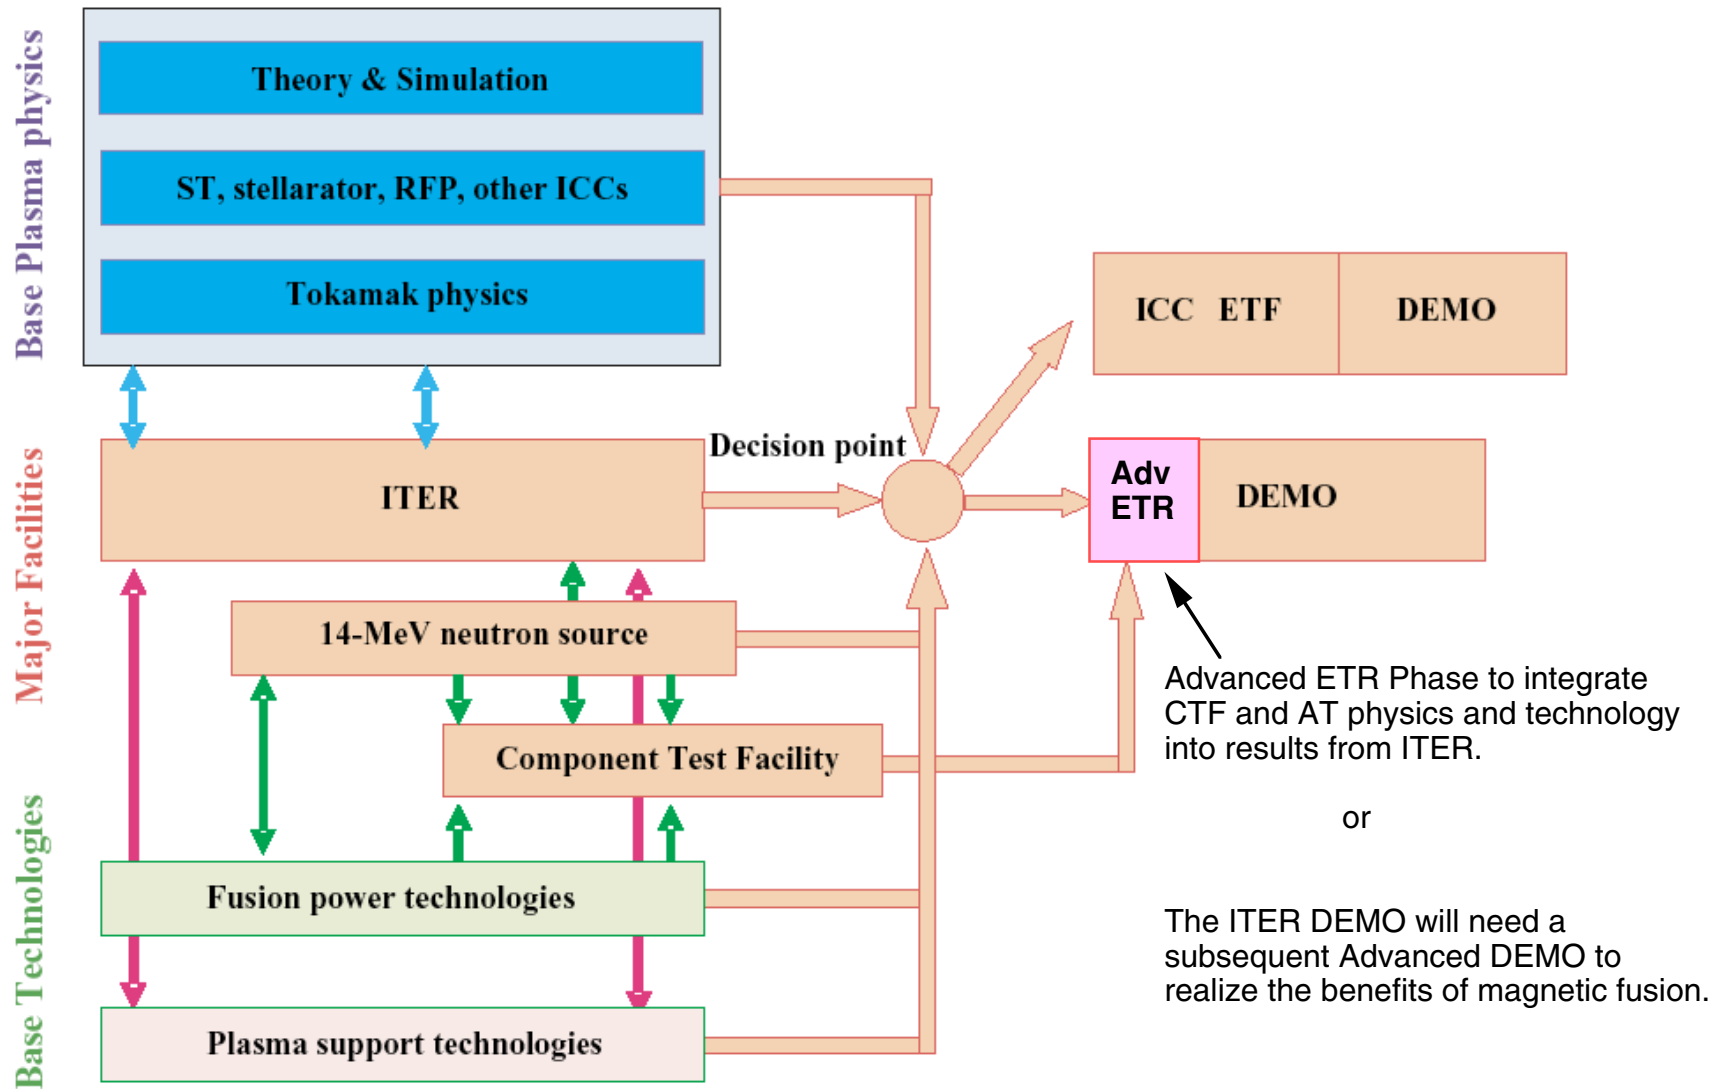 Base Plasma physics
Theory & Simulation
ST, stellarator, RFP, other ICCs
Tokamak physics
ICC ETF
DEMO
Major Facilities
ITER
Decision point
Adv
ETR
DEMO
14-MeV neutron source
Component Test Facility
Advanced ETR Phase to integrate
CTF and AT physics and technology
into results from ITER.
or
The ITER DEMO will need a
subsequent Advanced DEMO to
realize the benefits of magnetic fusion.
Base Technologies
Fusion power technologies
Plasma support technologies